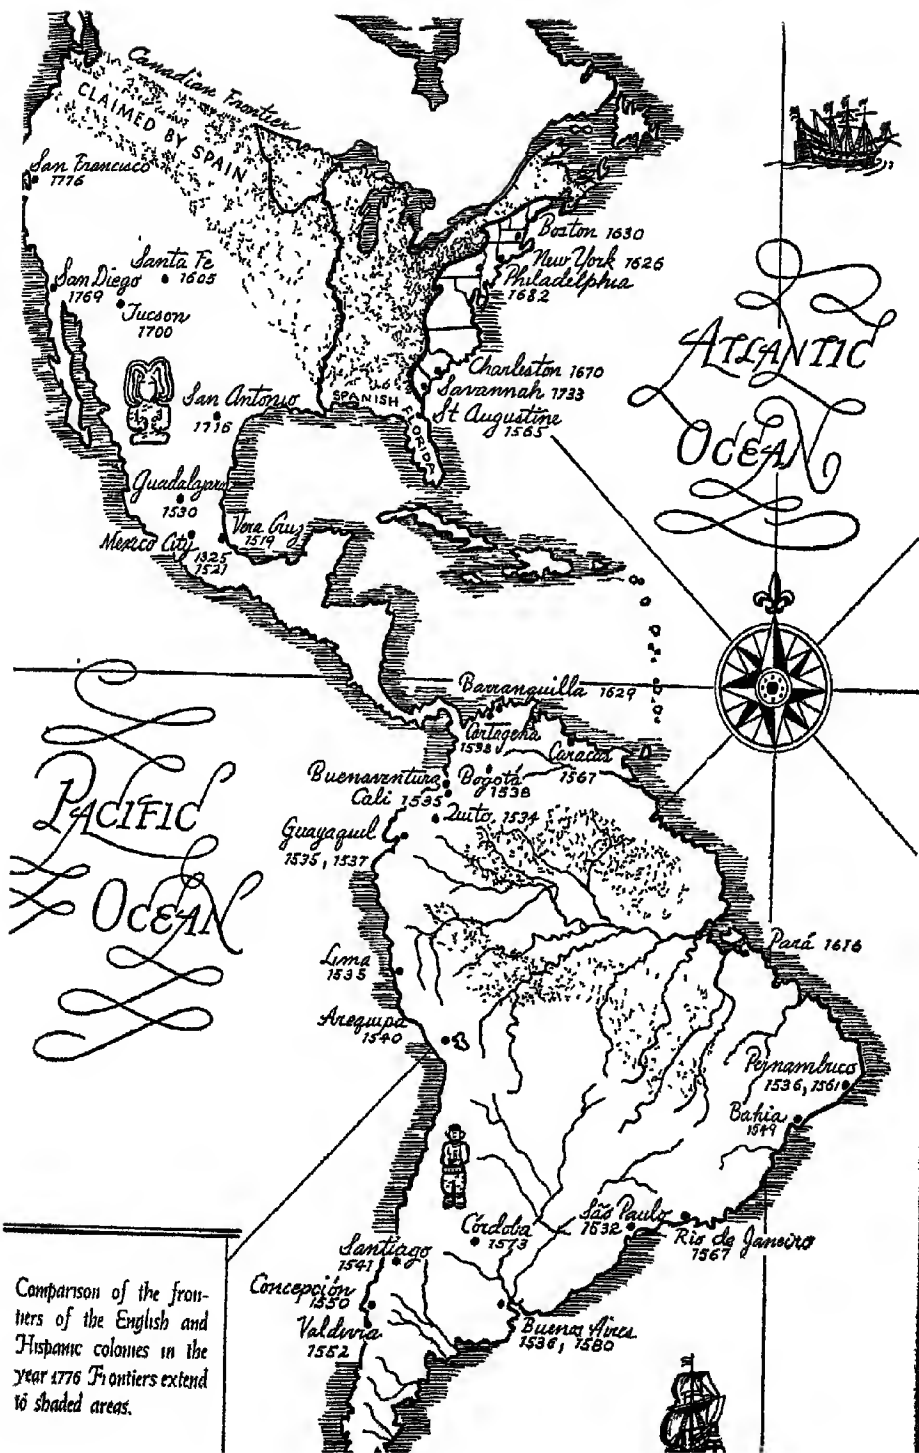 Canadian Frontier
CLAIMED BY SPAIN
San Francisco
1776
Boston 1630
New York 1626
Philadelphia
1682
Santa Fe
1605
San Diego
1769
Tucson
1700
ATLANTIC
OCEAN
Charleston 1670
Savannah 1733
St Augustine
1565
SPANISH FLORIDA
San Antonio
1716
Guadalajara
1530
Vera Cruz
1519
Mexico City
1325
1521
Barranquilla 1629
Cartagena
1538
Caracas
1567
PACIFIC
OCEAN
Buenaventura
Bogotá
1538
Cali 1535
Quito 1534
Guayaquil
1535, 1537
Pará 1616
Lima
1535
Arequipa
1540
Pernambuco
1536, 1561
Bahia
1549
São Paulo
1532
Rio de Janeiro
1567
Córdoba
1573
Santiago
1541
Concepción
1550
Valdivia
1552
Buenos Aires
1536, 1580
Comparison of the fron-
tiers of the English and
Hispanic colonies in the
year 1776 Frontiers extend
to shaded areas.